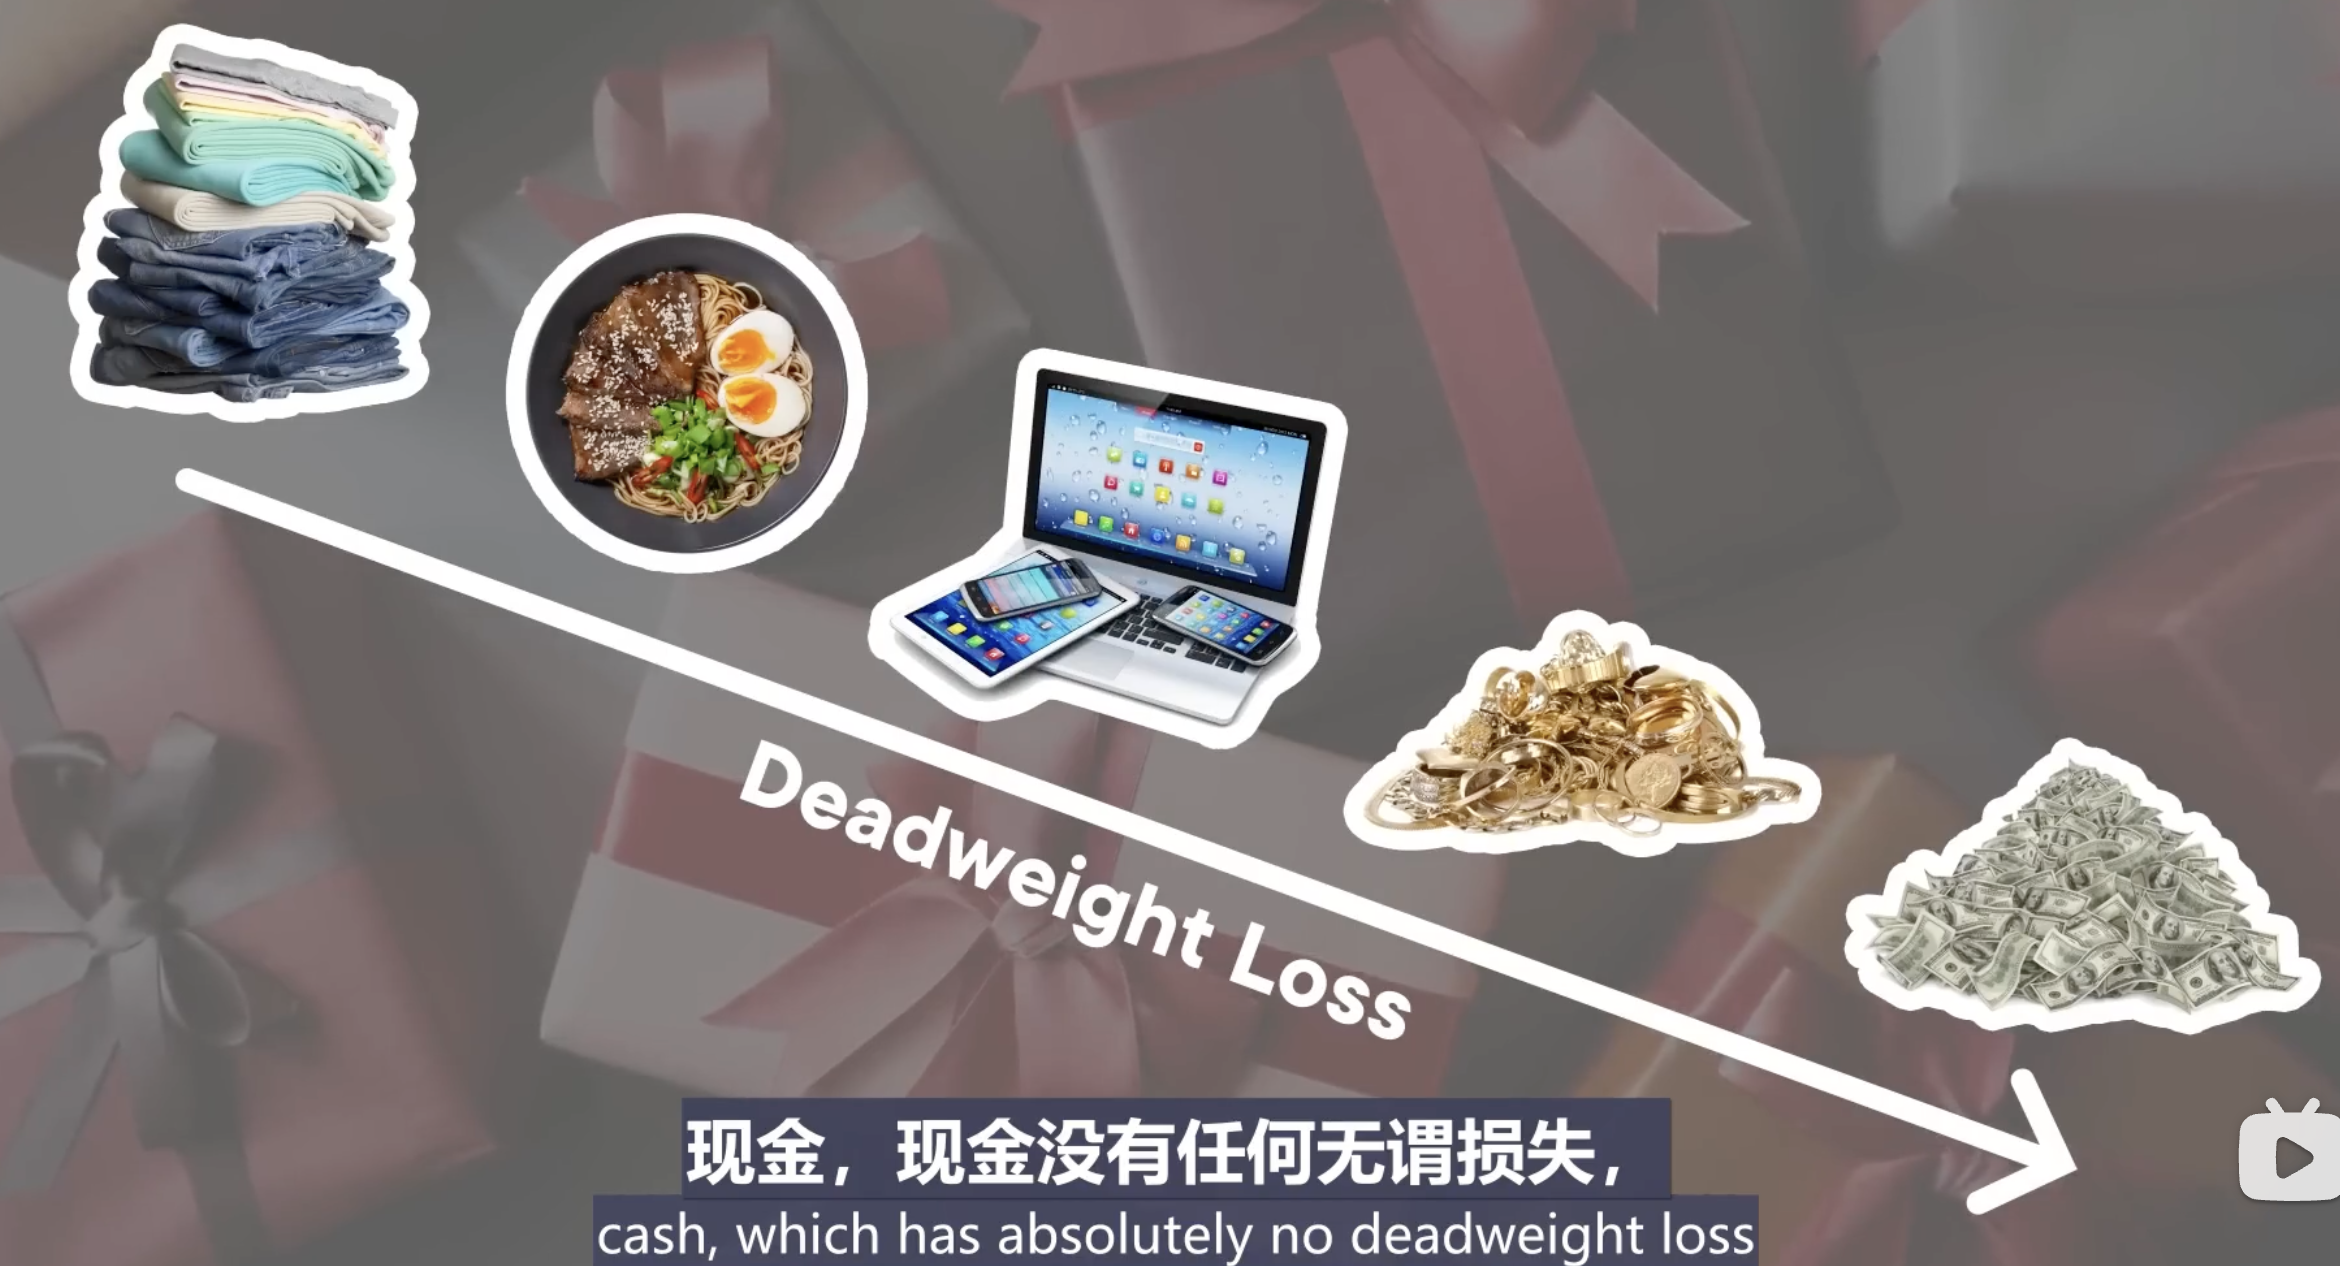 Deadweight Loss
现金，现金没有任何无谓损失，
cash, which has absolutely no deadweight loss